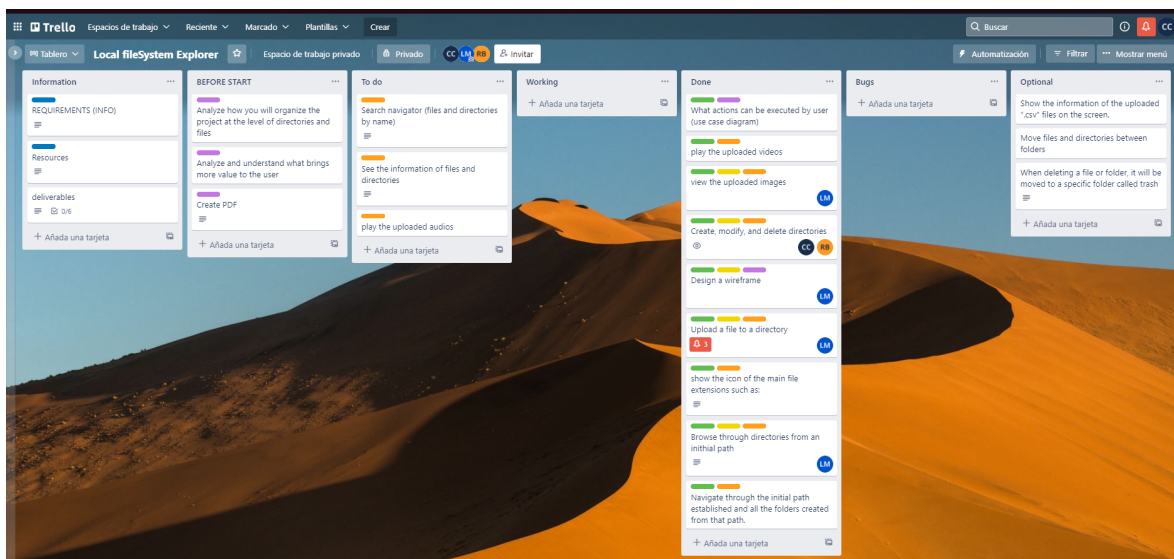 Trello
Espacios de trabajo
Reciente
Marcado
Plantillas
Crear
Buscar
CC
Tablero
Local fileSystem Explorer
Espacio de trabajo privado
Privado
CC LM RB
Invitar
Automatización
Filtrar
Mostrar menú
Information
REQUIREMENTS (INFO)
Resources
deliverables
0/6
+ Añada una tarjeta
BEFORE START
Analyze how you will organize the
project at the level of directories and
files
Analyze and understand what brings
more value to the user
Create PDF
+ Añada una tarjeta
To do
Search navigator (files and directories
by name)
See the information of files and
directories
play the uploaded audios
+ Añada una tarjeta
Working
+ Añada una tarjeta
Done
What actions can be executed by user
(use case diagram)
play the uploaded videos
view the uploaded images
LM
Create, modify, and delete directories
CC RB
Design a wireframe
LM
Upload a file to a directory
3
LM
show the icon of the main file
extensions such as:
Browse through directories from an
inithial path
LM
Navigate through the initial path
established and all the folders created
from that path.
+ Añada una tarjeta
Bugs
+ Añada una tarjeta
Optional
Show the information of the uploaded
".csv" files on the screen.
Move files and directories between
folders
When deleting a file or folder, it will be
moved to a specific folder called trash
+ Añada una tarjeta